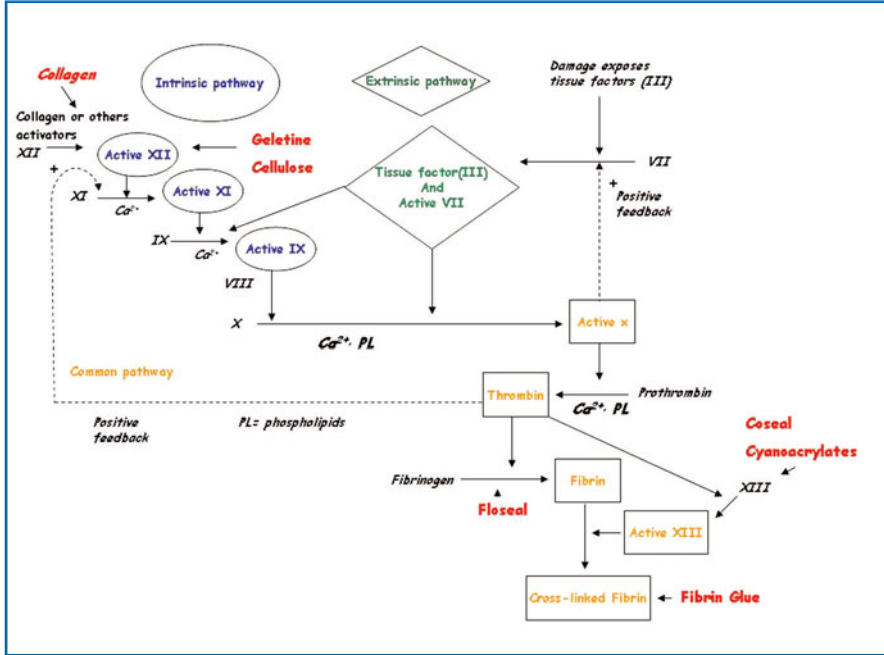 Collagen
Intrinsic pathway
Extrinsic pathway
Damage exposes
tissue factors (III)
Collagen or others
activators
XII
Active XII
Geletine
Cellulose
Tissue factor(III)
And
Active VII
VII
+
XI
Ca²⁺
Active XI
+
Positive
feedback
IX
Ca²⁺
Active IX
VIII
X
Ca²⁺, PL
Active x
Common pathway
Thrombin
Prothrombin
Ca²⁺, PL
Positive
feedback
PL= phospholipids
Coseal
Cyanoacrylates
Fibrinogen
Fibrin
XIII
Floseal
Active XIII
Cross-linked Fibrin
Fibrin Glue